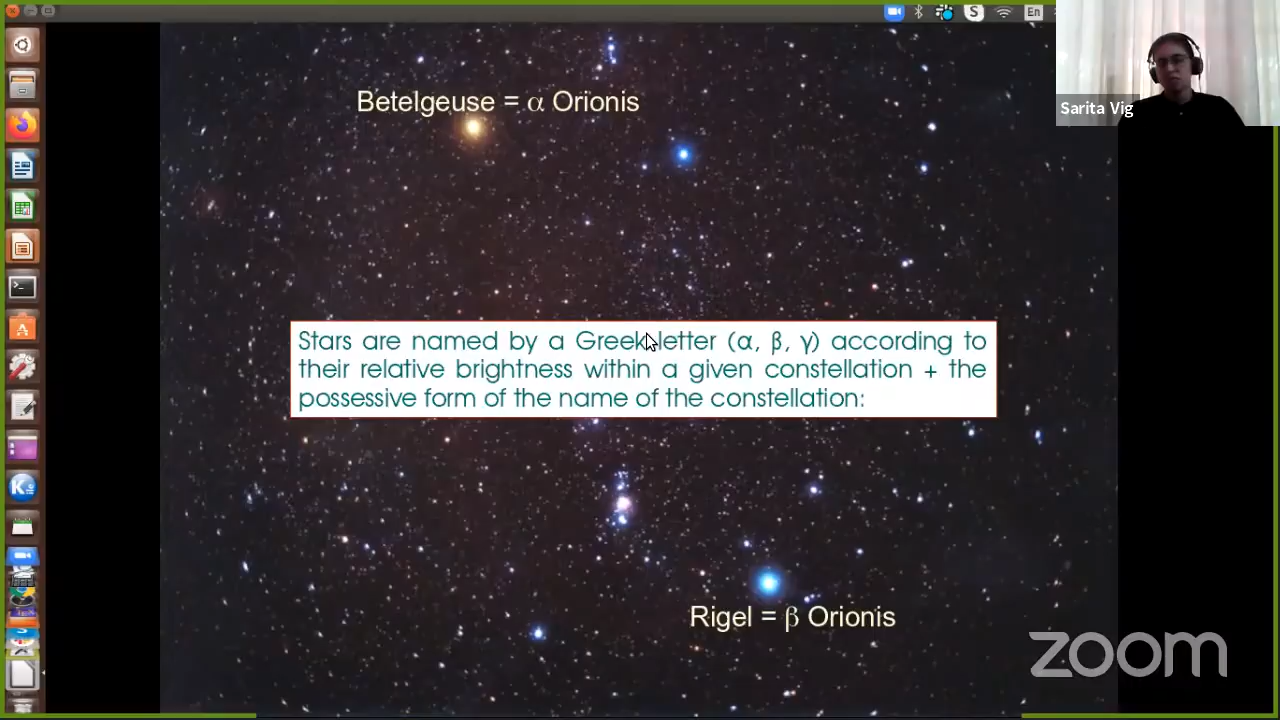 S
En
Sarita Vig
Betelgeuse = α Orionis
Stars are named by a Greek letter (α, β, γ) according to
their relative brightness within a given constellation + the
possessive form of the name of the constellation:
Rigel = β Orionis
zoom